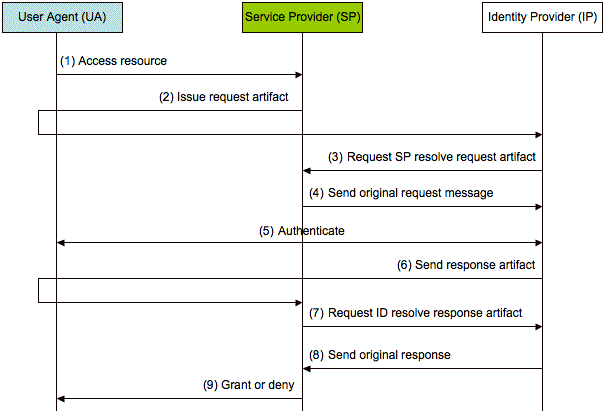 User Agent (UA)
Service Provider (SP)
Identity Provider (IP)
(1) Access resource
(2) Issue request artifact
(3) Request SP resolve request artifact
(4) Send original request message
(5) Authenticate
(6) Send response artifact
(7) Request ID resolve response artifact
(8) Send original response
(9) Grant or deny